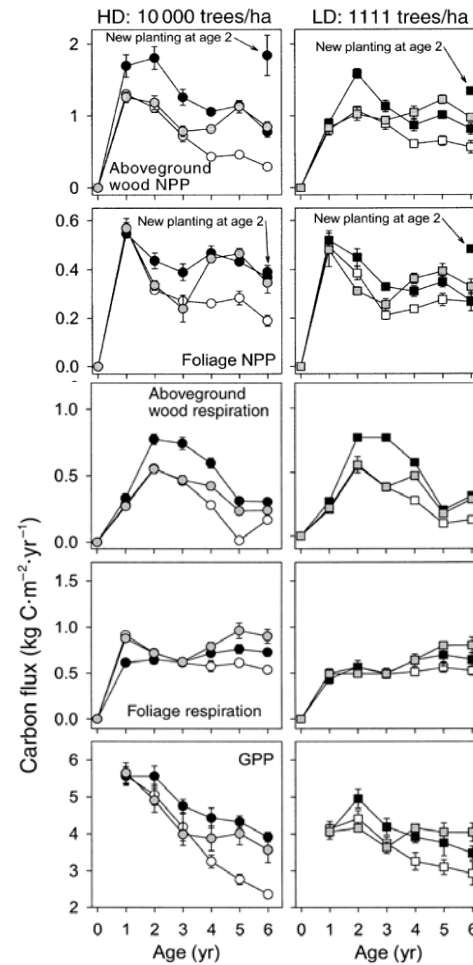 HD: 10 000 trees/ha
LD: 1111 trees/ha
New planting at age 2
New planting at age 2
2
1
0
Aboveground
wood NPP
New planting at age 2
New planting at age 2
0.6
0.4
0.2
0.0
Foliage NPP
Aboveground
wood respiration
1.0
0.5
0.0
1.5
1.0
0.5
0.0
Foliage respiration
GPP
6
5
4
3
2
0 1 2 3 4 5 6
0 1 2 3 4 5 6
Age (yr)
Age (yr)
Carbon flux (kg C·m⁻²·yr⁻¹)